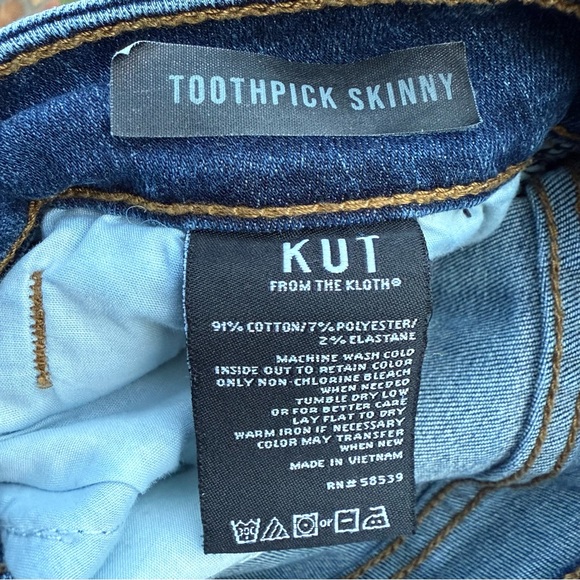 TOOTHPICK SKINNY
KUT
FROM THE KLOTH®
91% COTTON/7% POLYESTER/
2% ELASTANE
MACHINE WASH COLD
INSIDE OUT TO RETAIN COLOR
ONLY NON-CHLORINE BLEACH
WHEN NEEDED
TUMBLE DRY LOW
OR FOR BETTER CARE
LAY FLAT TO DRY
WARM IRON IF NECESSARY
COLOR MAY TRANSFER
WHEN NEW
MADE IN VIETNAM
RN# 58539
30C or